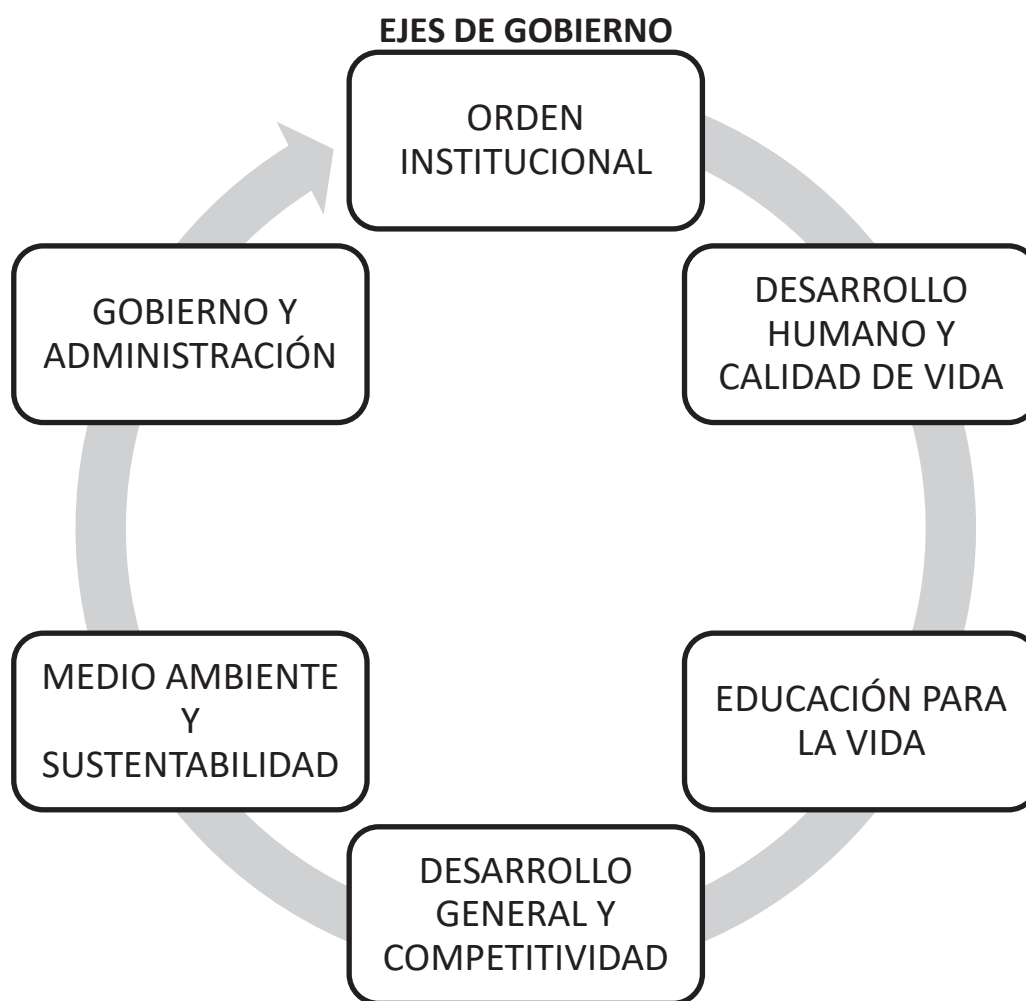 EJES DE GOBIERNO
ORDEN
INSTITUCIONAL
DESARROLLO
HUMANO Y
CALIDAD DE VIDA
EDUCACIÓN PARA
LA VIDA
DESARROLLO
GENERAL Y
COMPETITIVIDAD
MEDIO AMBIENTE
Y
SUSTENTABILIDAD
GOBIERNO Y
ADMINISTRACIÓN